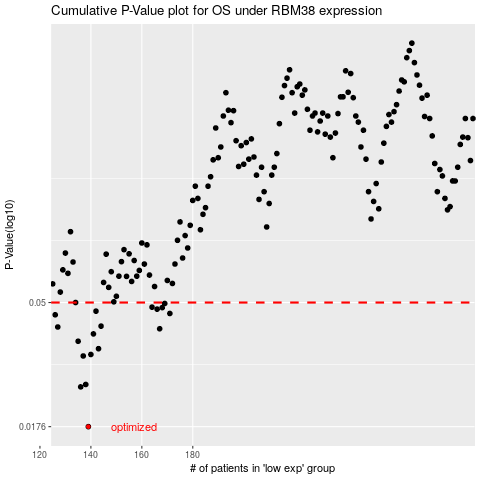 Cumulative P-Value plot for OS under RBM38 expression
P-Value(log10)
0.05
0.0176
optimized
120 140 160 180
# of patients in 'low exp' group